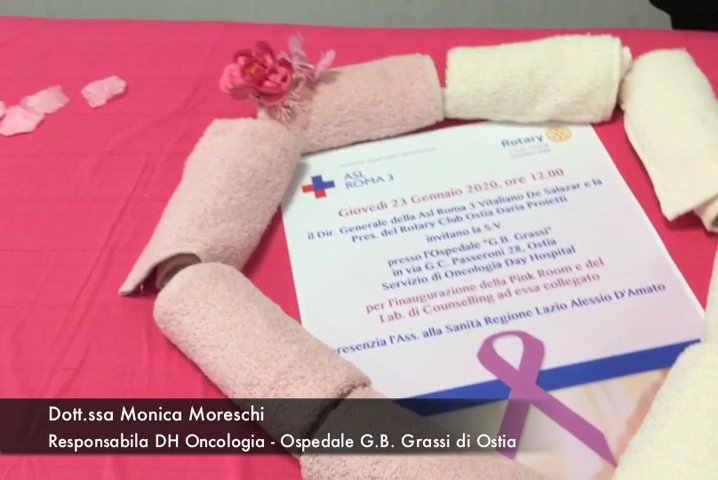 Rotary
ASL
ROMA 3
Giovedì 23 Gennaio 2020, ore 12.00
il Dir. Generale della Asl Roma 3 Vitaliano De Salazar e la
Pres. del Rotary Club Ostia Daria Proietti
invitano la S.V.
presso l'Ospedale "G.B. Grassi"
in via G.C. Passeroni 28, Ostia
Servizio di Oncologia Day Hospital
per l'inaugurazione della Pink Room e del
Lab. di Counselling ad essa collegato
resenzia l'Ass. alla Sanità Regione Lazio Alessio D'Amato
Dott.ssa Monica Moreschi
Responsabila DH Oncologia - Ospedale G.B. Grassi di Ostia